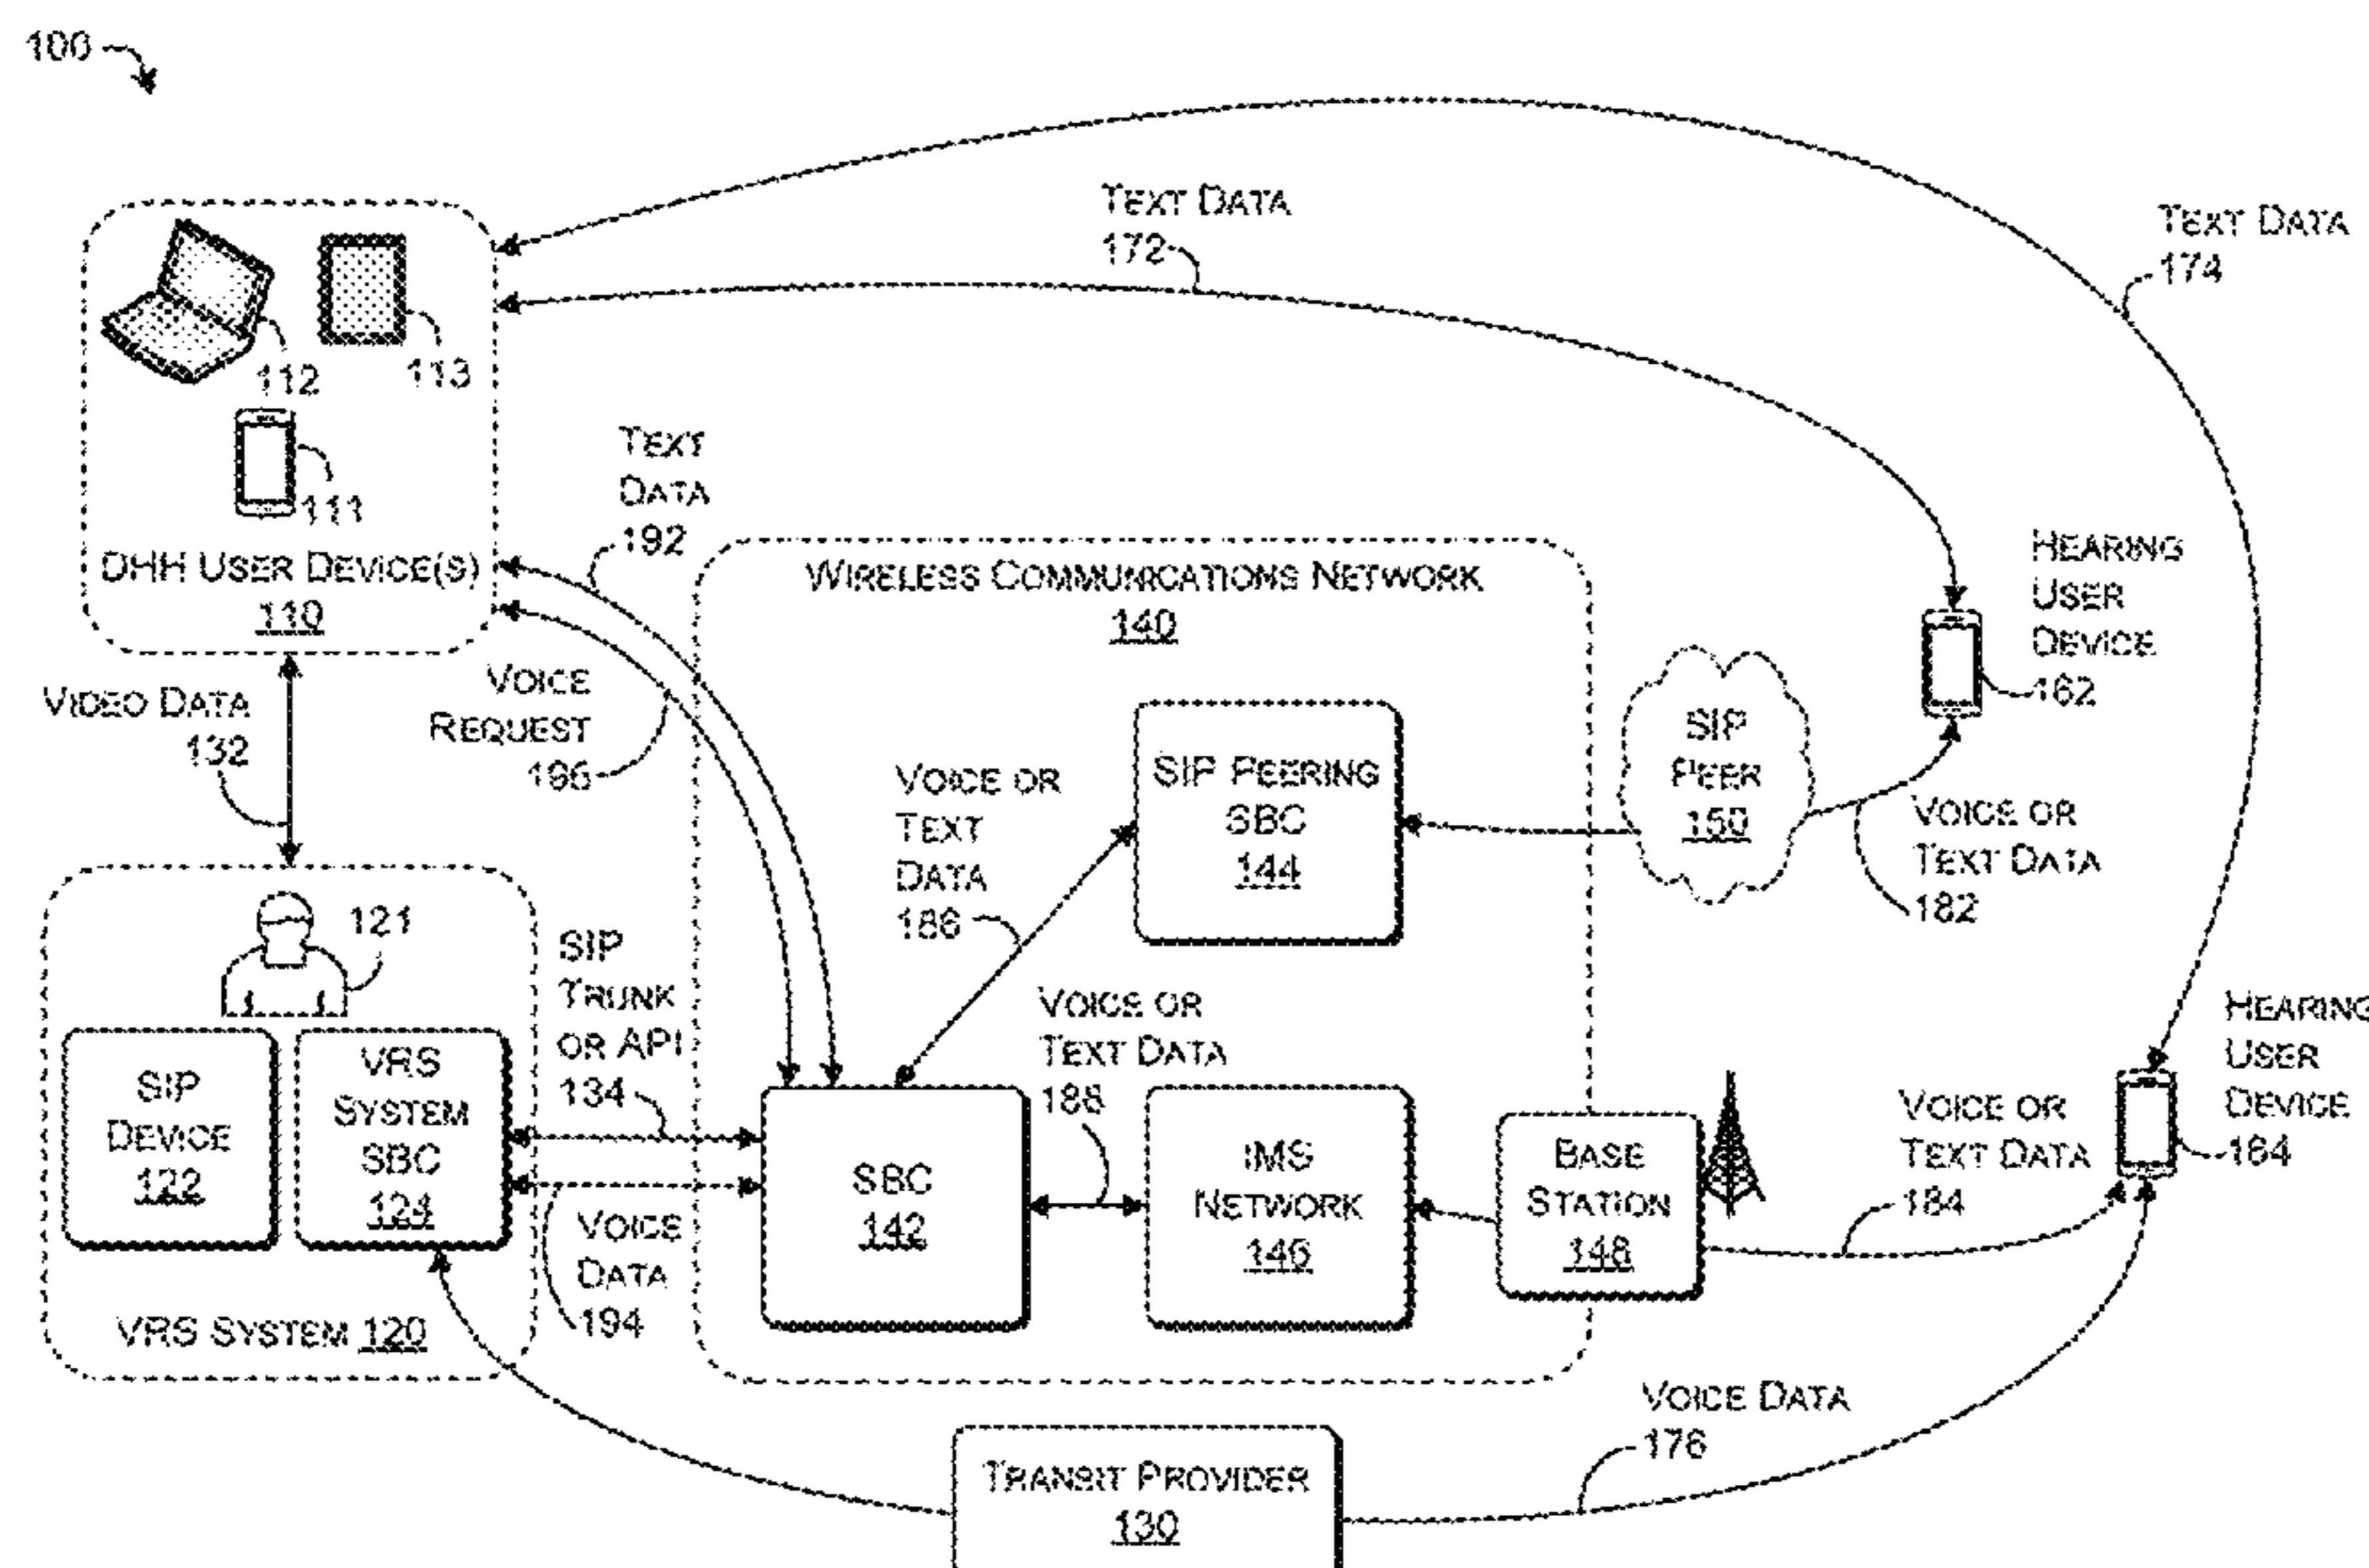 100
TEXT DATA
172
TEXT DATA
174
112
113
111
DHH USER DEVICE(S)
110
TEXT
DATA
192
WIRELESS COMMUNICATIONS NETWORK
140
HEARING
USER
DEVICE
162
VIDEO DATA
132
VOICE
REQUEST
196
SIP PEERING
SBC
144
SIP
PEER
150
VOICE OR
TEXT
DATA
186
VOICE OR
TEXT DATA
182
121
SIP
TRUNK
OR API
134
VOICE OR
TEXT DATA
188
HEARING
USER
DEVICE
164
SIP
DEVICE
122
VRS
SYSTEM
SBC
124
SBC
142
IMS
NETWORK
146
BASE
STATION
148
VOICE OR
TEXT DATA
184
VOICE
DATA
194
VRS SYSTEM 120
VOICE DATA
176
TRANSIT PROVIDER
130